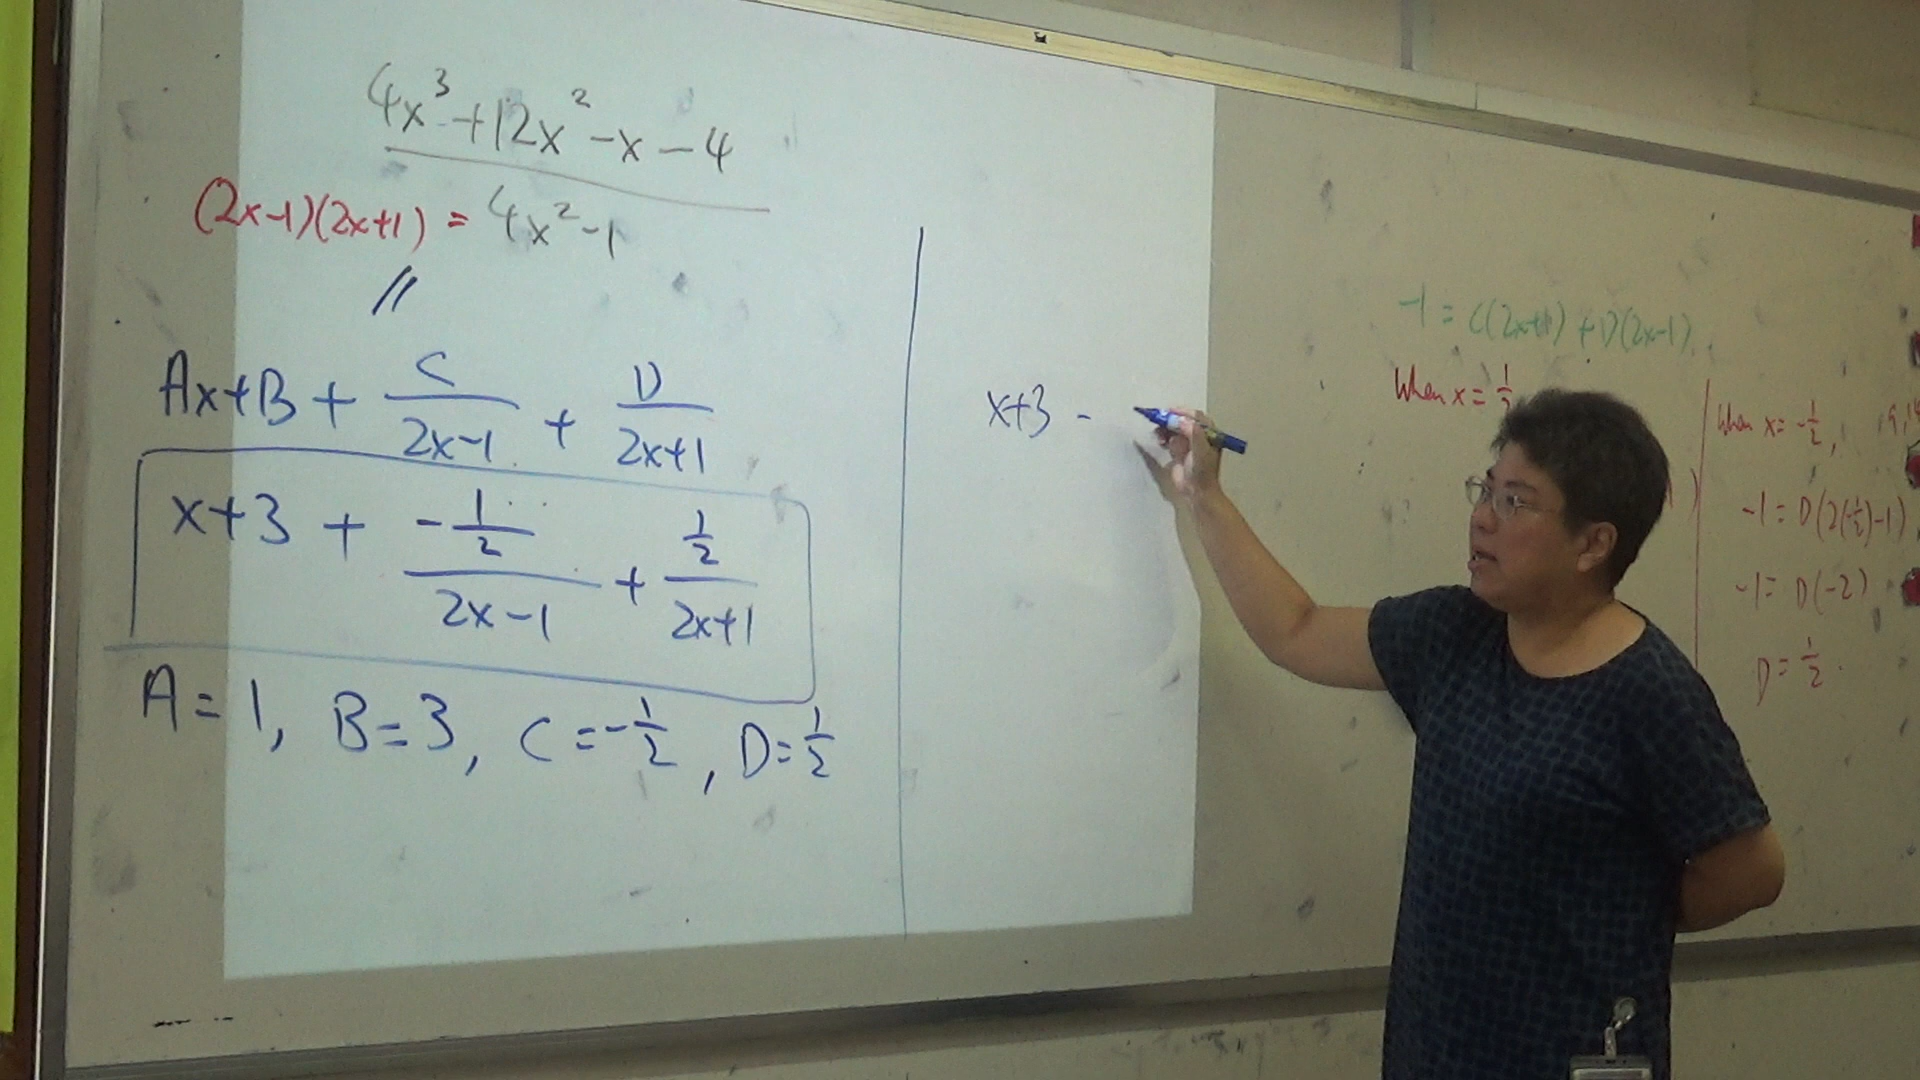 4x³+12x²-x-4
(2x-1)(2x+1) = 4x²-1
//
Ax+B + C/(2x-1) + D/(2x+1)
x+3 + (-1/2)/(2x-1) + (1/2)/(2x+1)
A=1, B=3, C=-1/2, D=1/2
x+3 -
-1 = C(2x+1) + D(2x-1)
When x=
When x=-1/2,
-1= D(2(-1/2)-1)
-1= D(-2)
D=1/2.